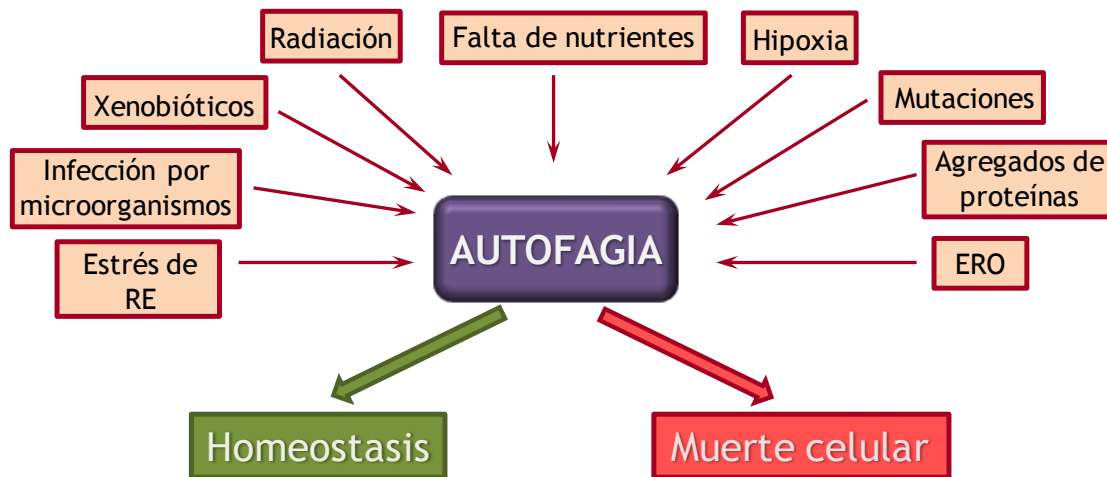 Radiación
Falta de nutrientes
Hipoxia
Xenobióticos
Mutaciones
Infección por
microorganismos
Agregados de
proteínas
Estrés de
RE
AUTOFAGIA
ERO
Homeostasis
Muerte celular